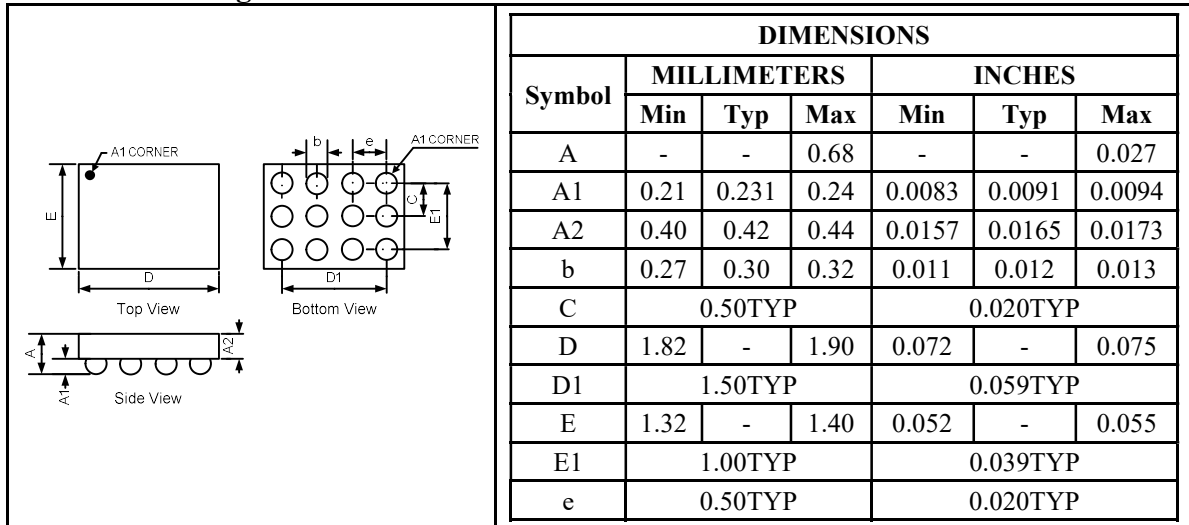 A1 CORNER
E
D
Top View
b
e
A1 CORNER
C
E1
D1
Bottom View
A
A1
A2
Side View
DIMENSIONS
Symbol MILLIMETERS INCHES
Min Typ Max Min Typ Max
A - - 0.68 - - 0.027
A1 0.21 0.231 0.24 0.0083 0.0091 0.0094
A2 0.40 0.42 0.44 0.0157 0.0165 0.0173
b 0.27 0.30 0.32 0.011 0.012 0.013
C 0.50TYP 0.020TYP
D 1.82 - 1.90 0.072 - 0.075
D1 1.50TYP 0.059TYP
E 1.32 - 1.40 0.052 - 0.055
E1 1.00TYP 0.039TYP
e 0.50TYP 0.020TYP